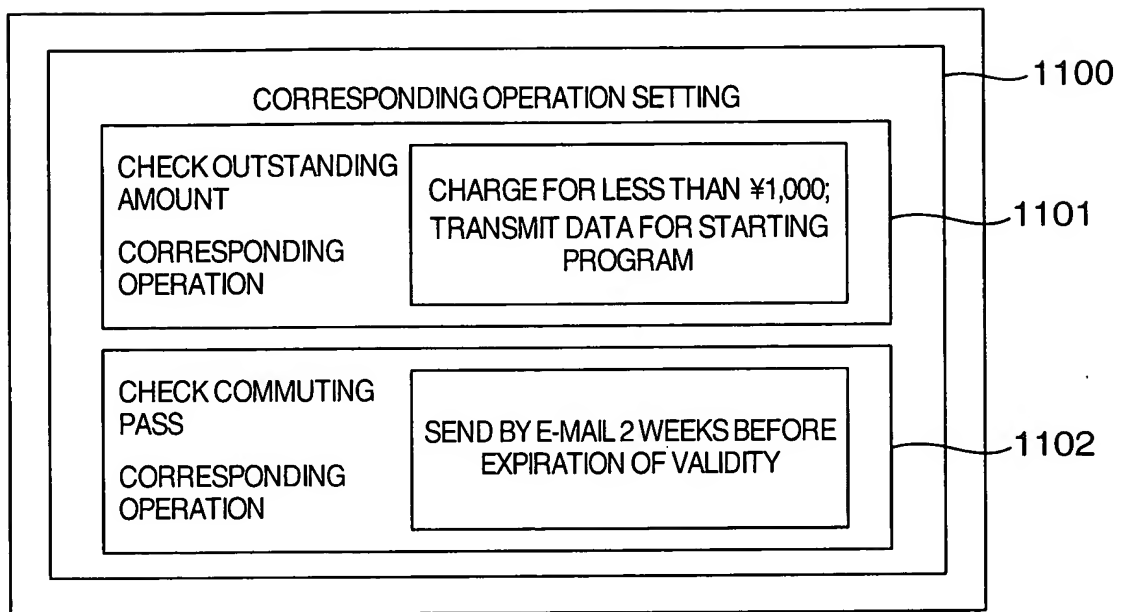 CORRESPONDING OPERATION SETTING
1100
CHECK OUTSTANDING
AMOUNT
CORRESPONDING
OPERATION
CHARGE FOR LESS THAN ¥1,000;
TRANSMIT DATA FOR STARTING
PROGRAM
1101
CHECK COMMUTING
PASS
CORRESPONDING
OPERATION
SEND BY E-MAIL 2 WEEKS BEFORE
EXPIRATION OF VALIDITY
1102